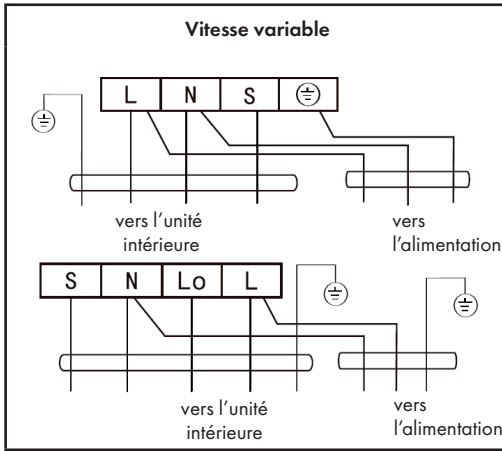 Vitesse variable
L N S
vers l'unité
intérieure
vers
l'alimentation
S N Lo L
vers l'unité
intérieure
vers
l'alimentation